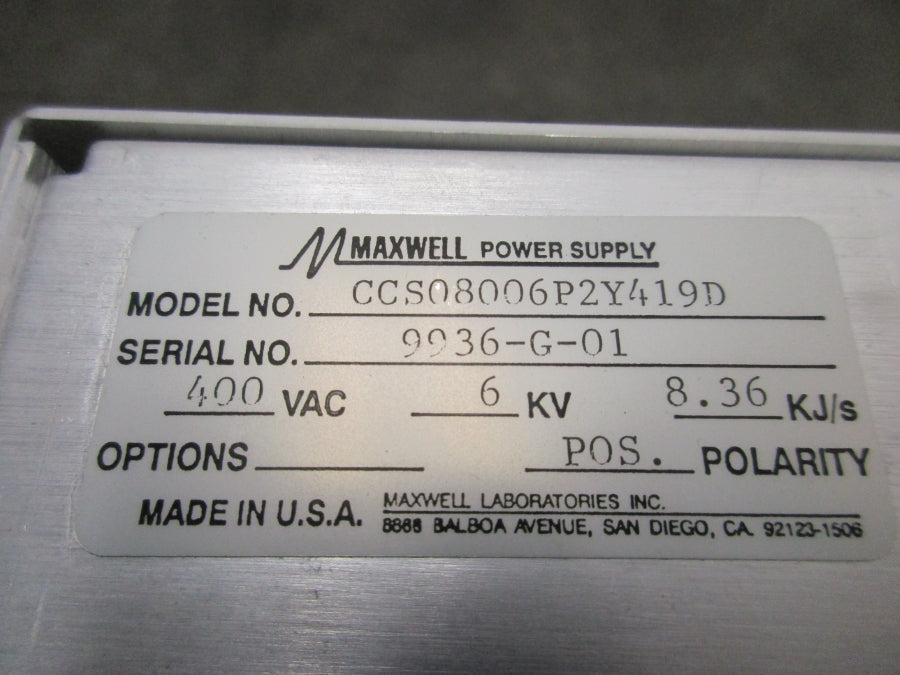 MAXWELL POWER SUPPLY
MODEL NO. CCS08006P2Y419D
SERIAL NO. 9936-G-01
400 VAC 6 KV 8.36 KJ/s
OPTIONS POS. POLARITY
MADE IN U.S.A. MAXWELL LABORATORIES INC.
8888 BALBOA AVENUE, SAN DIEGO, CA. 92123-1506